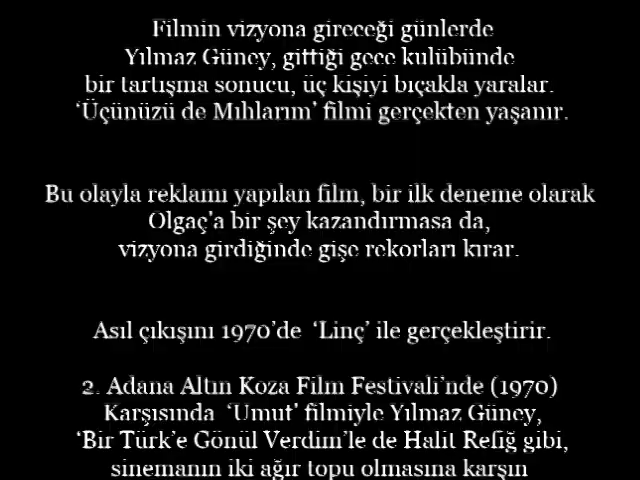 Filmin vizyona gireceği günlerde
Yılmaz Güney, gittiği gece kulübünde
bir tartışma sonucu, üç kişiyi bıçakla yaralar.
‘Üçünüzü de Mıhlarım’ filmi gerçekten yaşanır.
Bu olayla reklamı yapılan film, bir ilk deneme olarak
Olgaç’a bir şey kazandırmasa da,
vizyona girdiğinde gişe rekorları kırar.
Asıl çıkışını 1970’de ‘Linç’ ile gerçekleştirir.
2. Adana Altın Koza Film Festivali’nde (1970)
Karşısında ‘Umut’ filmiyle Yılmaz Güney,
‘Bir Türk’e Gönül Verdim’le de Halit Refiğ gibi,
sinemanın iki ağır topu olmasına karşın